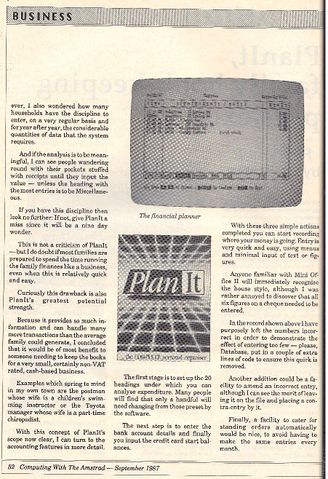 BUSINESS
ever, I also wondered how many
households have the discipline to
enter, on a very regular basis and
for year after year, the considerable
quantities of data that the system
requires.
And if the analysis is to be mean-
ingful, I can see people wandering
round with their pockets stuffed
with receipts until they input the
value — unless the heading with
the most entries is to be Miscellane-
ous.
If you have this discipline then
look no further: If not, give PlanIt a
miss since it will be a nine day
wonder.
This is not a criticism of PlanIt
— but I do doubt if most families are
prepared to spend the time running
the family finances like a business,
even when this is relatively quick
and easy.
Curiously this drawback is also
PlanIt's greatest potential
strength.
Because it provides so much in-
formation and can handle many
more transactions than the average
family could generate, I concluded
that it would be of most benefit to
someone needing to keep the books
for a very small, certainly non-VAT
rated, cash-based business.
Examples which spring to mind
in my own town are the postman
whose wife is a children's swim-
ming instructor or the Toyota
manager whose wife is a part-time
chiropodist.
With the concept of PlanIt's
scope now clear, I can turn to the
accounting features in more detail.
The financial planner
Plan It
The first stage is to set up the 50
headings under which you can
analyse expenditure. Many people
will find that only a handful will
need changing from those preset by
the software.
The next step is to enter the
bank account details and finally
you input the credit card start bal-
ances.
With these three simple actions
completed you can start recording
where your money is going. Entry is
very quick and easy, using menus
and minimal input of text or fig-
ures.
Anyone familiar with Mini Of-
fice II will immediately recognise
the house style, although I was
rather annoyed to discover that all
six figures on a cheque needed to be
entered.
In the record shown above I have
purposely left the numbers incor-
rect in order to demonstrate the
effect of entering too few — please,
Database, put in a couple of extra
lines of code to ensure this quirk is
removed.
Another addition could be a fa-
cility to amend an incorrect entry,
although I can see the merit of leav-
ing it on the file and placing a con-
tra entry by it.
Finally, a facility to cater for
standing orders automatically
would be nice, to avoid having to
make the same entries every
month.
52 Computing With The Amstrad — September 1987